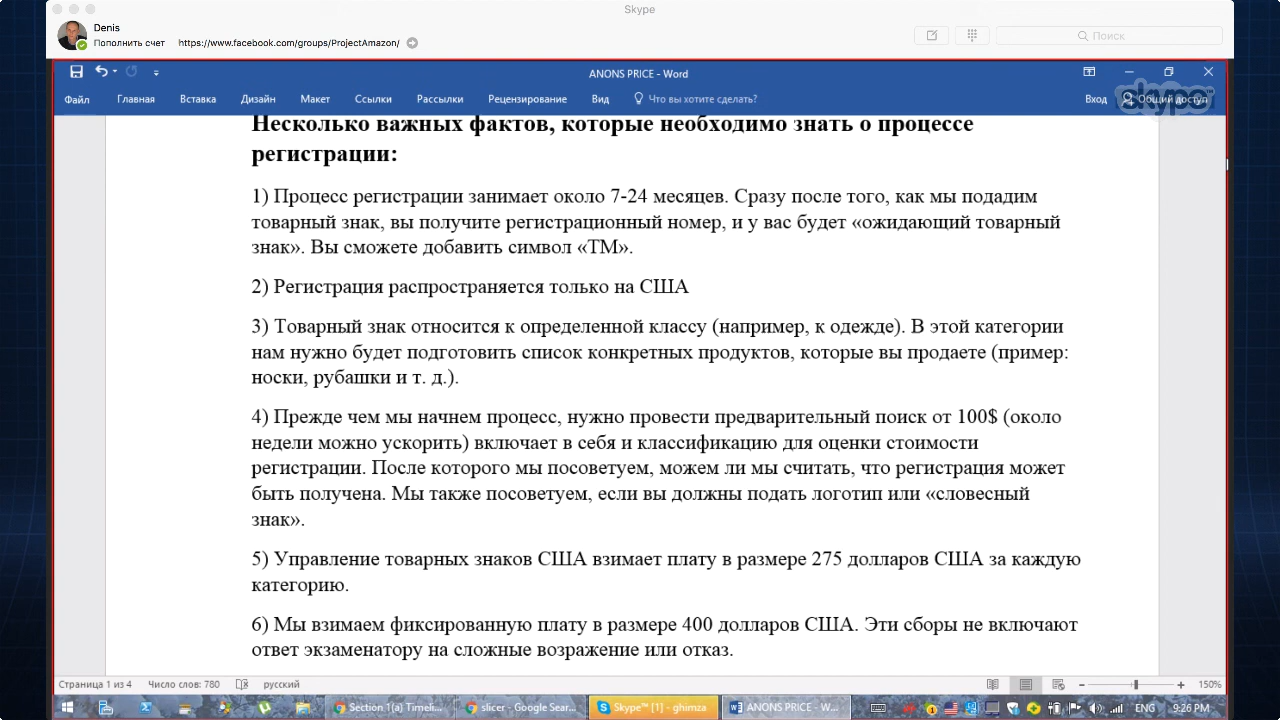 Skype
Denis
Пополнить счет https://www.facebook.com/groups/ProjectAmazon/
Поиск
ANONS PRICE - Word
Файл Главная Вставка Дизайн Макет Ссылки Рассылки Рецензирование Вид Что вы хотите сделать? Вход Общий доступ
skype
Несколько важных фактов, которые необходимо знать о процессе
регистрации:
1) Процесс регистрации занимает около 7-24 месяцев. Сразу после того, как мы подадим
товарный знак, вы получите регистрационный номер, и у вас будет «ожидающий товарный
знак». Вы сможете добавить символ «ТМ».
2) Регистрация распространяется только на США
3) Товарный знак относится к определенной классу (например, к одежде). В этой категории
нам нужно будет подготовить список конкретных продуктов, которые вы продаете (пример:
носки, рубашки и т. д.).
4) Прежде чем мы начнем процесс, нужно провести предварительный поиск от 100$ (около
недели можно ускорить) включает в себя и классификацию для оценки стоимости
регистрации. После которого мы посоветуем, можем ли мы считать, что регистрация может
быть получена. Мы также посоветуем, если вы должны подать логотип или «словесный
знак».
5) Управление товарных знаков США взимает плату в размере 275 долларов США за каждую
категорию.
6) Мы взимаем фиксированную плату в размере 400 долларов США. Эти сборы не включают
ответ экзаменатору на сложные возражение или отказ.
Страница 1 из 4 Число слов: 780 русский 150%
Section 1(a) Timeli... slicer - Google Sear... Skype™ [1] - ghimza ANONS PRICE - W... ENG 9:26 PM